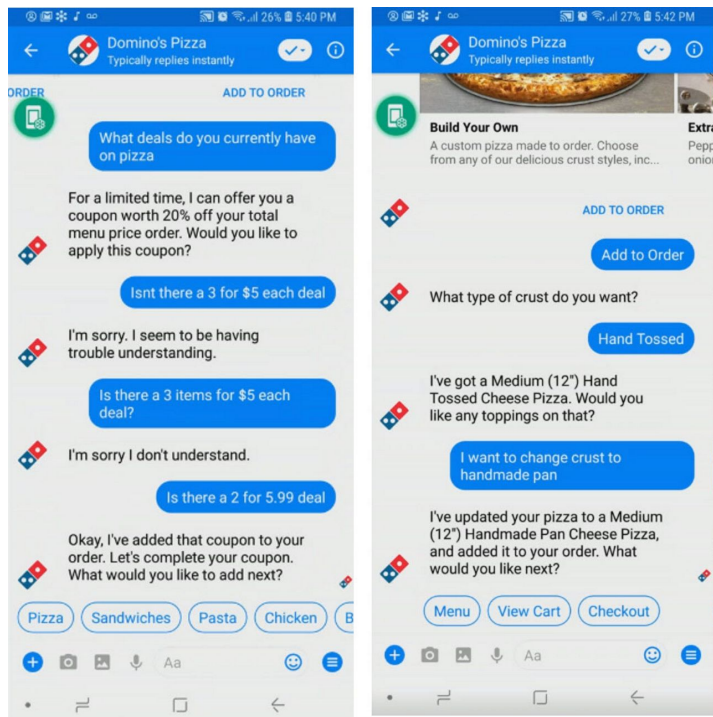 26% 5:40 PM
Domino's Pizza
Typically replies instantly
ORDER
ADD TO ORDER
What deals do you currently have
on pizza
For a limited time, I can offer you a
coupon worth 20% off your total
menu price order. Would you like to
apply this coupon?
Isnt there a 3 for $5 each deal
I'm sorry. I seem to be having
trouble understanding.
Is there a 3 items for $5 each
deal?
I'm sorry I don't understand.
Is there a 2 for 5.99 deal
Okay, I've added that coupon to your
order. Let's complete your coupon.
What would you like to add next?
Pizza Sandwiches Pasta Chicken B
Aa
27% 5:42 PM
Domino's Pizza
Typically replies instantly
Build Your Own
A custom pizza made to order. Choose
from any of our delicious crust styles, inc...
Extra
Pepp
onio
ADD TO ORDER
Add to Order
What type of crust do you want?
Hand Tossed
I've got a Medium (12") Hand
Tossed Cheese Pizza. Would you
like any toppings on that?
I want to change crust to
handmade pan
I've updated your pizza to a Medium
(12") Handmade Pan Cheese Pizza,
and added it to your order. What
would you like next?
Menu View Cart Checkout
Aa